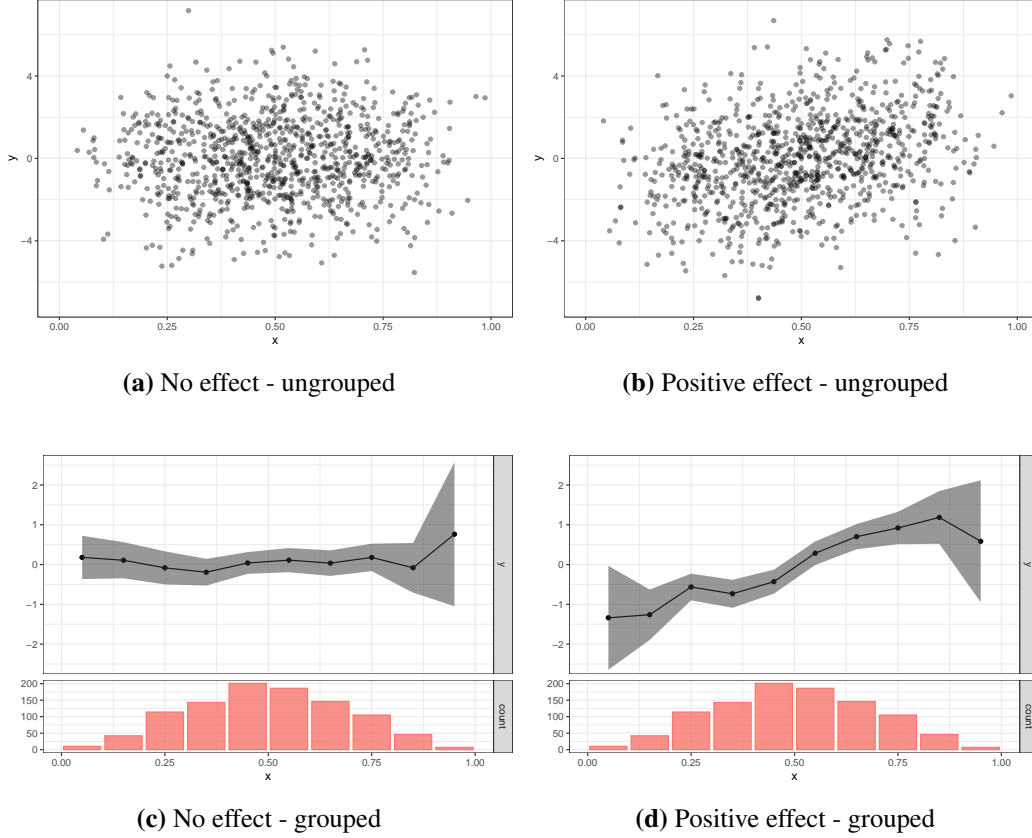 4
0
−4
y
0.00 0.25 0.50 0.75 1.00
x
(a) No effect - ungrouped
4
0
−4
y
0.00 0.25 0.50 0.75 1.00
x
(b) Positive effect - ungrouped
2
1
0
−1
−2
y
200
150
100
50
0
count
0.00 0.25 0.50 0.75 1.00
x
(c) No effect - grouped
2
1
0
−1
−2
y
200
150
100
50
0
count
0.00 0.25 0.50 0.75 1.00
x
(d) Positive effect - grouped